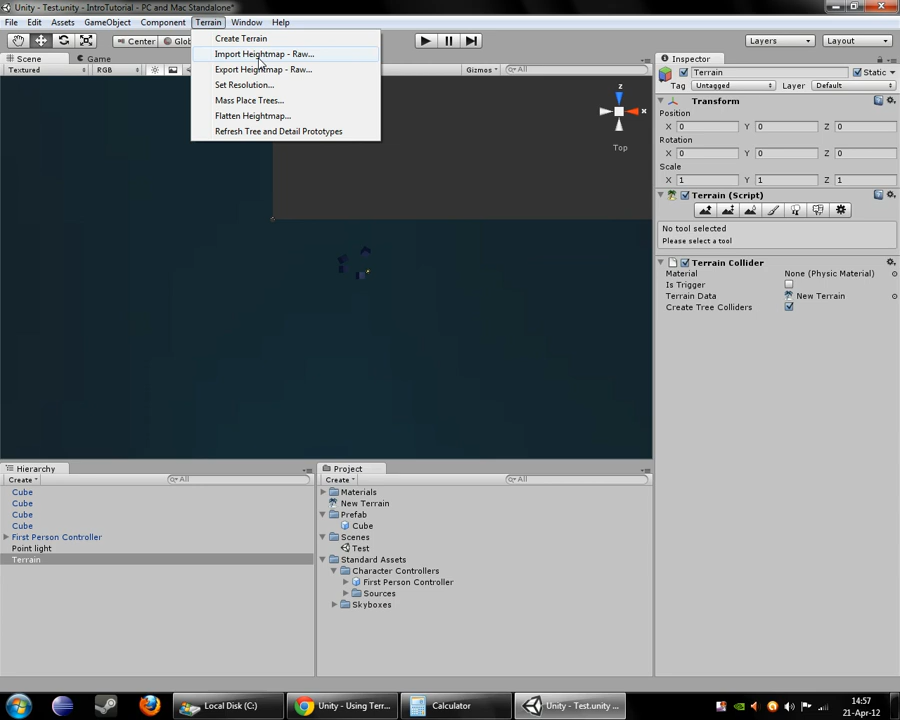 Unity - Test.unity - IntroTutorial - PC and Mac Standalone*
File Edit Assets GameObject Component Terrain Window Help
Center Glob Layers Layout
Create Terrain
Import Heightmap - Raw...
Export Heightmap - Raw...
Set Resolution...
Mass Place Trees...
Flatten Heightmap...
Refresh Tree and Detail Prototypes
Scene Game
Textured RGB Gizmos All
z
x
Top
Inspector
Terrain Static
Tag Untagged Layer Default
Transform
Position
X 0 Y 0 Z 0
Rotation
X 0 Y 0 Z 0
Scale
X 1 Y 1 Z 1
Terrain (Script)
No tool selected
Please select a tool
Terrain Collider
Material None (Physic Material)
Is Trigger
Terrain Data New Terrain
Create Tree Colliders
Hierarchy
Create All
Cube
Cube
Cube
Cube
First Person Controller
Point light
Terrain
Project
Create All
Materials
New Terrain
Prefab
Cube
Scenes
Test
Standard Assets
Character Controllers
First Person Controller
Sources
Skyboxes
Local Disk (C:)
Unity - Using Terr...
Calculator
Unity - Test.unity ...
14:57
21-Apr-12